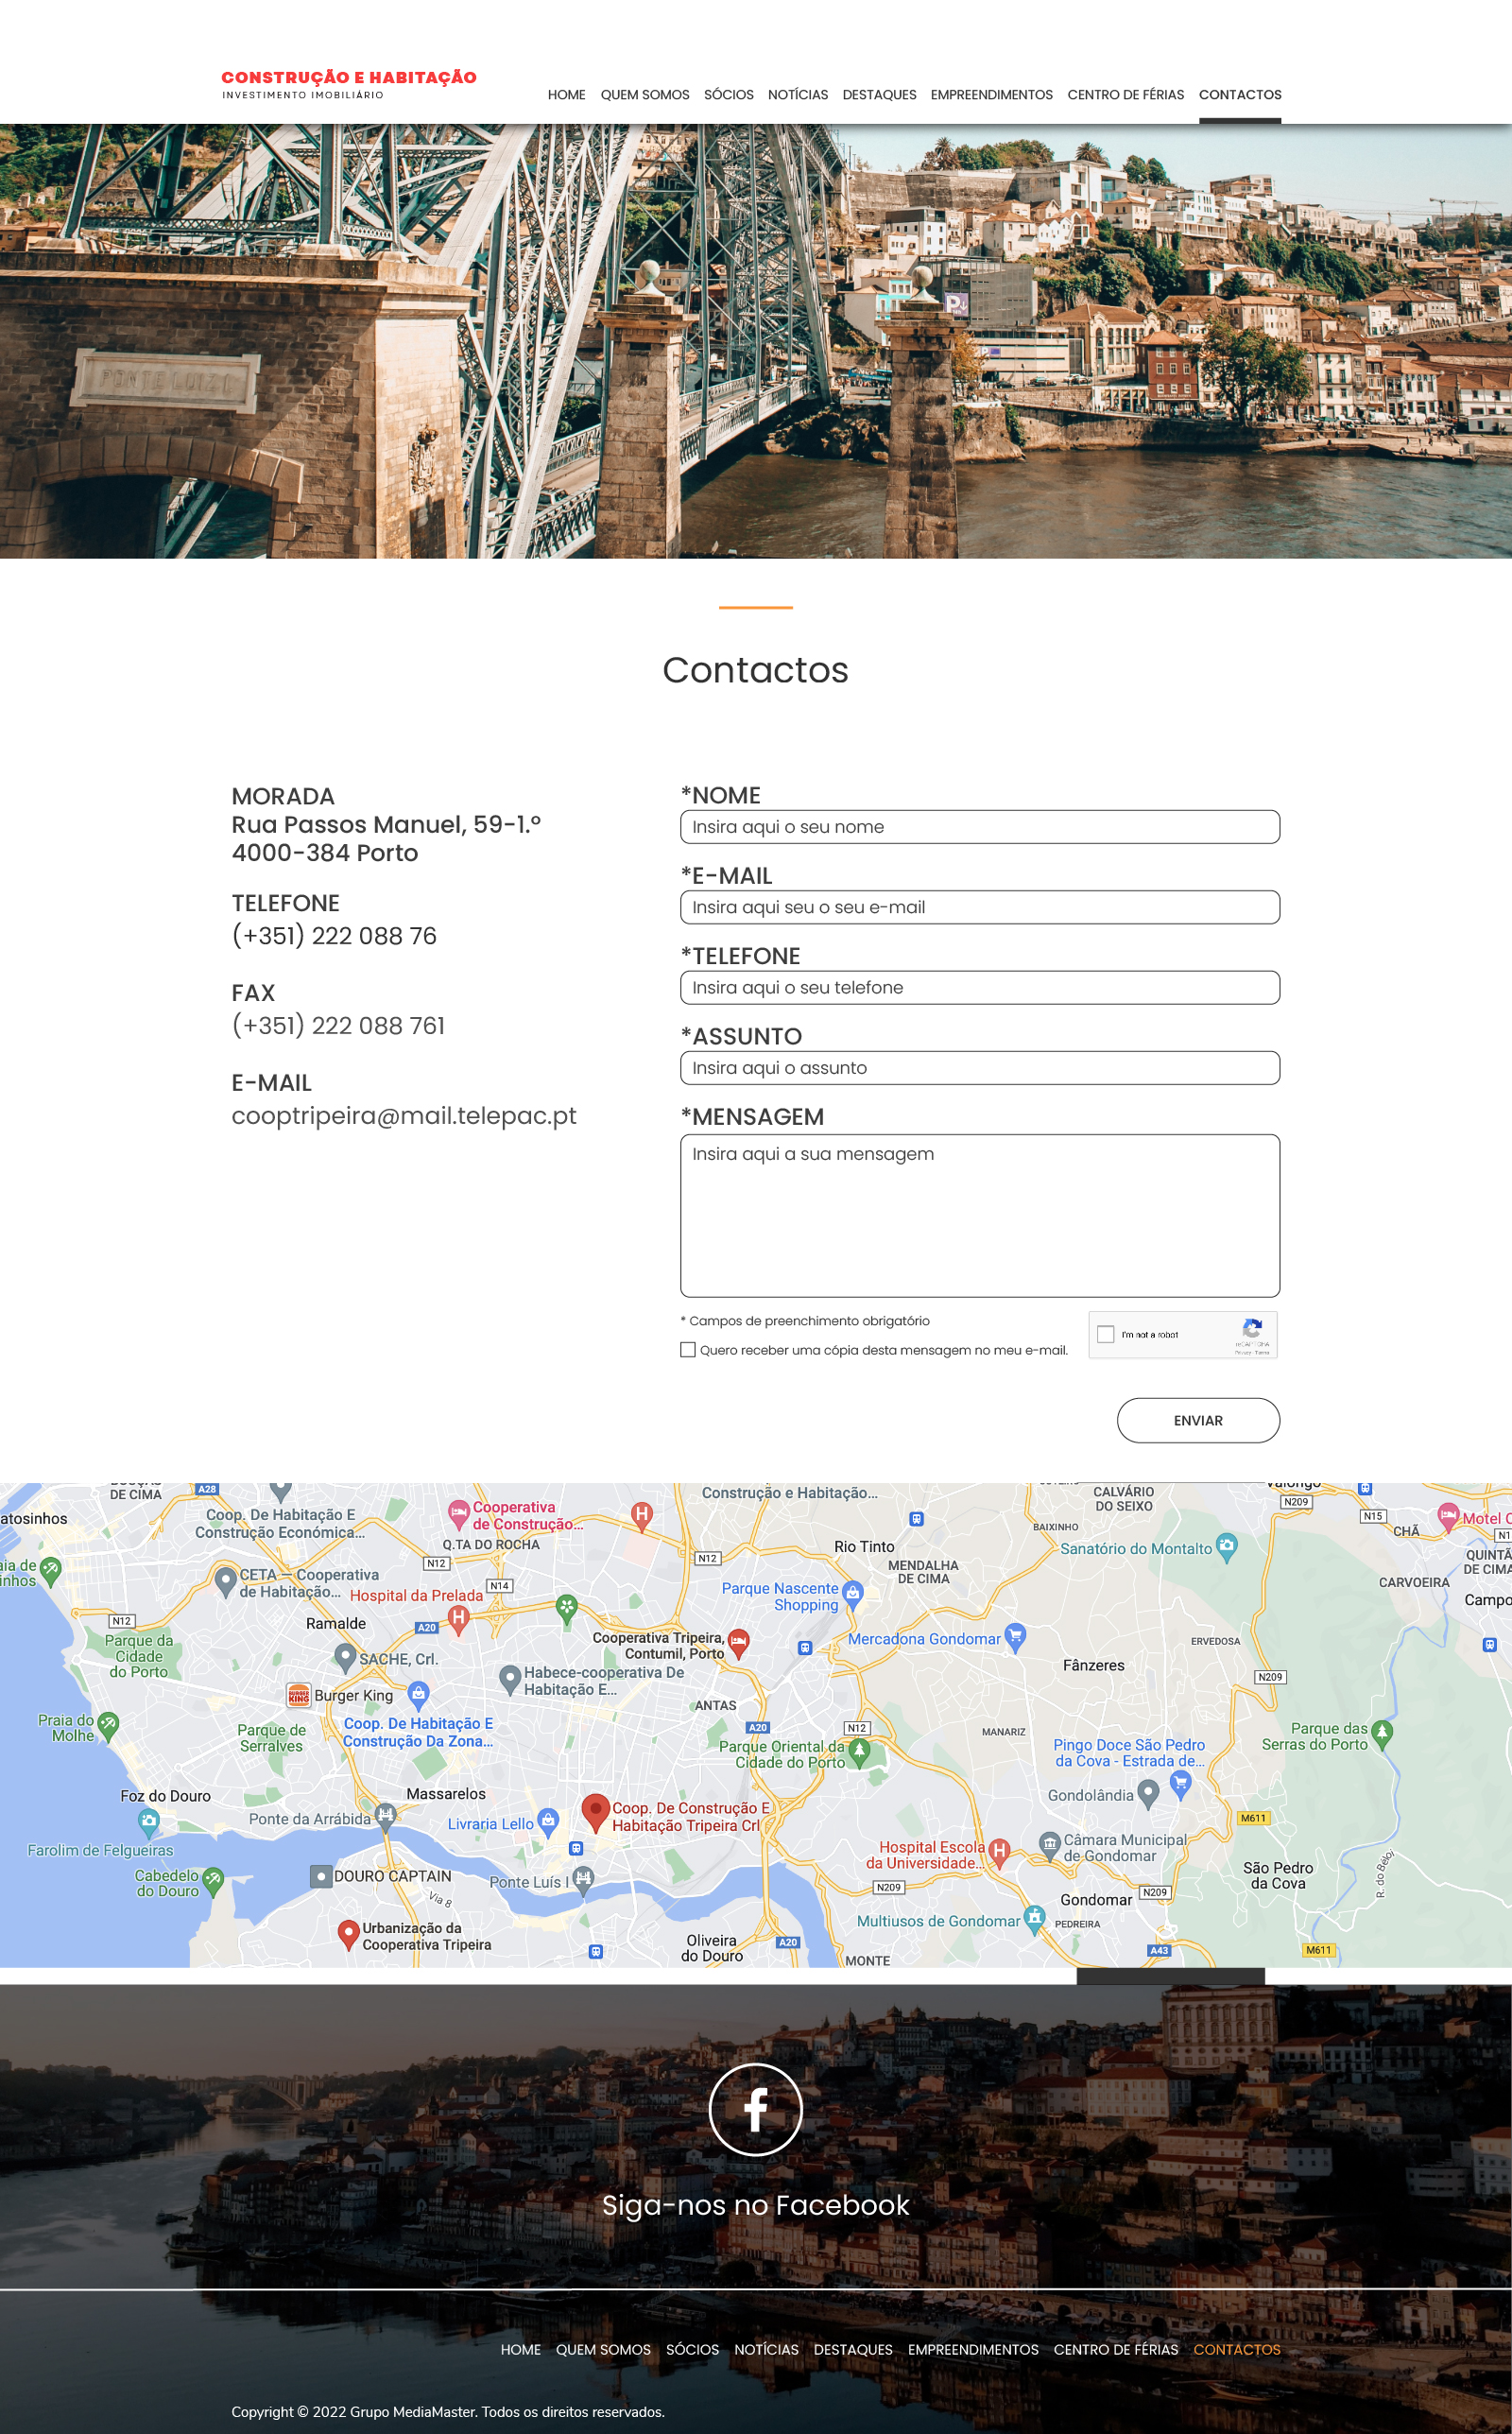 CONSTRUÇÃO E HABITAÇÃO
INVESTIMENTO IMOBILIÁRIO
HOME QUEM SOMOS SÓCIOS NOTÍCIAS DESTAQUES EMPREENDIMENTOS CENTRO DE FÉRIAS CONTACTOS
PONTE LUIZ I
P
Contactos
MORADA
Rua Passos Manuel, 59-1.º
4000-384 Porto
TELEFONE
(+351) 222 088 76
FAX
(+351) 222 088 761
E-MAIL
cooptripeira@mail.telepac.pt
*NOME
Insira aqui o seu nome
*E-MAIL
Insira aqui seu o seu e-mail
*TELEFONE
Insira aqui o seu telefone
*ASSUNTO
Insira aqui o assunto
*MENSAGEM
Insira aqui a sua mensagem
* Campos de preenchimento obrigatório
Quero receber uma cópia desta mensagem no meu e-mail.
I'm not a robot
reCAPTCHA
Privacy - Terms
ENVIAR
DE CIMA
A28
Coop. De Habitação E
Construção Económica...
Cooperativa
de Construção...
Q.TA DO ROCHA
H
Construção e Habitação...
CALVÁRIO
DO SEIXO
Valongo
N209
N15
CHÃ
Motel C
N1
atosinhos
BAIXINHO
Rio Tinto
MENDALHA
DE CIMA
Sanatório do Montalto
QUINTÃ
DE CIMA
CARVOEIRA
Campo
aia de
inhos
CETA — Cooperativa
de Habitação...
N12
N14
N12
Hospital da Prelada
H
Parque Nascente
Shopping
N12
Ramalde
A20
Parque da
Cidade
do Porto
Cooperativa Tripeira,
Contumil, Porto
Mercadona Gondomar
ERVEDOSA
SACHE, Crl.
Habece-cooperativa De
Habitação E...
Fânzeres
N209
BURGER KING
Burger King
ANTAS
Praia do
Molhe
Parque de
Serralves
Coop. De Habitação E
Construção Da Zona...
A20
N12
MANARIZ
Parque Oriental da
Cidade do Porto
Pingo Doce São Pedro
da Cova - Estrada de...
Parque das
Serras do Porto
Foz do Douro
Massarelos
Gondolândia
Ponte da Arrábida
Livraria Lello
Coop. De Construção E
Habitação Tripeira Crl
M611
Farolim de Felgueiras
Hospital Escola
da Universidade...
H
Câmara Municipal
de Gondomar
Cabedelo
do Douro
DOURO CAPTAIN
Via 8
Ponte Luís I
N209
Gondomar
N209
São Pedro
da Cova
R. do Beloi
Urbanização da
Cooperativa Tripeira
Multiusos de Gondomar
PEDREIRA
Oliveira
do Douro
A20
MONTE
A43
M611
Siga-nos no Facebook
HOME QUEM SOMOS SÓCIOS NOTÍCIAS DESTAQUES EMPREENDIMENTOS CENTRO DE FÉRIAS CONTACTOS
Copyright © 2022 Grupo MediaMaster. Todos os direitos reservados.